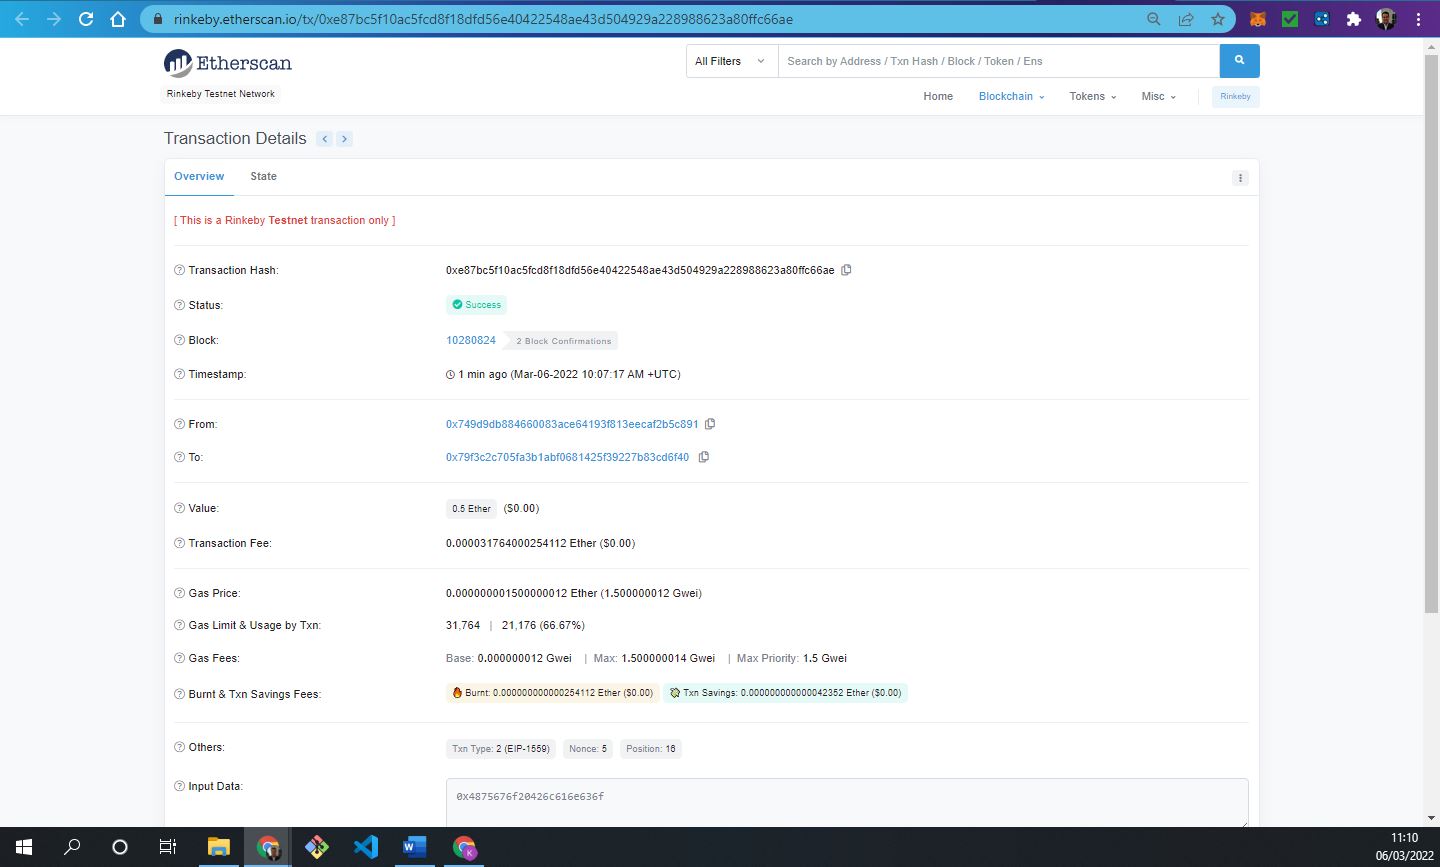 rinkeby.etherscan.io/tx/0xe87bc5f10ac5fcd8f18dfd56e40422548ae43d504929a228988623a80ffc66ae
Etherscan
All Filters
Search by Address / Txn Hash / Block / Token / Ens
Rinkeby Testnet Network
Home Blockchain Tokens Misc Rinkeby
Transaction Details
Overview State
[ This is a Rinkeby Testnet transaction only ]
Transaction Hash: 0xe87bc5f10ac5fcd8f18dfd56e40422548ae43d504929a228988623a80ffc66ae
Status: Success
Block: 10280824 2 Block Confirmations
Timestamp: 1 min ago (Mar-06-2022 10:07:17 AM +UTC)
From: 0x749d9db884660083ace64193f813eecaf2b5c891
To: 0x79f3c2c705fa3b1abf0681425f39227b83cd6f40
Value: 0.5 Ether ($0.00)
Transaction Fee: 0.000031764000254112 Ether ($0.00)
Gas Price: 0.000000001500000012 Ether (1.500000012 Gwei)
Gas Limit & Usage by Txn: 31,764 | 21,176 (66.67%)
Gas Fees: Base: 0.000000012 Gwei | Max: 1.500000014 Gwei | Max Priority: 1.5 Gwei
Burnt & Txn Savings Fees: Burnt: 0.000000000000254112 Ether ($0.00) Txn Savings: 0.000000000000042352 Ether ($0.00)
Others: Txn Type: 2 (EIP-1559) Nonce: 5 Position: 16
Input Data: 0x4875676f20426c616e636f
W
K
11:10
06/03/2022